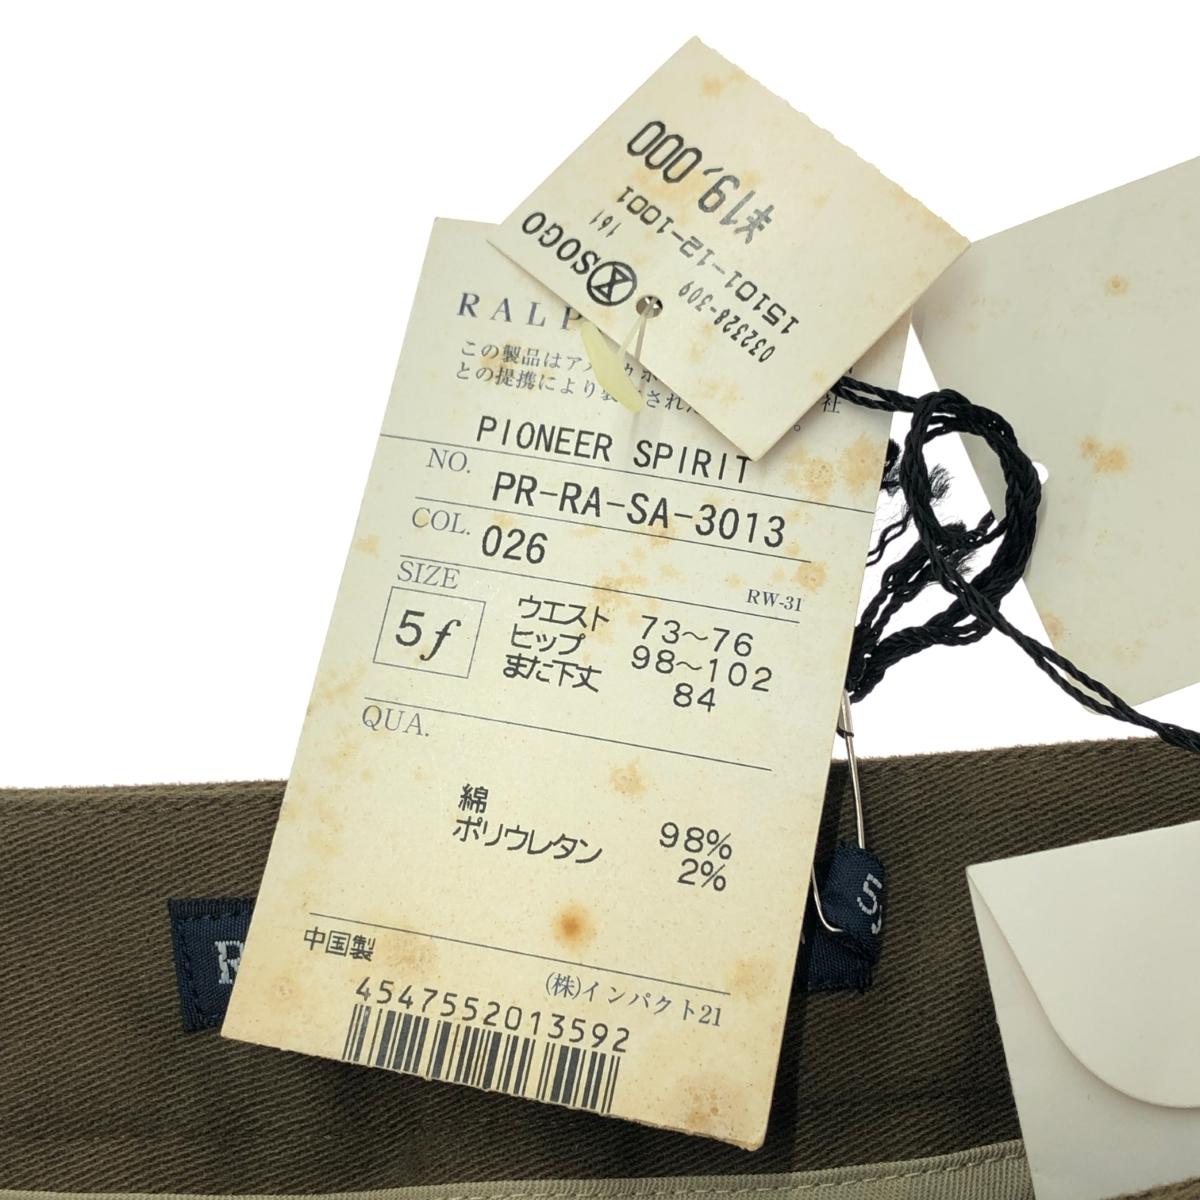 ¥19,000
15101-12-1001
032328-309
161
SOGO
RALP
この製品はア
との提携により
社
PIONEER SPIRIT
NO. PR-RA-SA-3013
COL. 026
RW-31
SIZE
5f
ウエスト 73～76
ヒップ 98～102
また下丈 84
QUA.
綿 98%
ポリウレタン 2%
中国製
(株)インパクト21
4547552013592
R
S